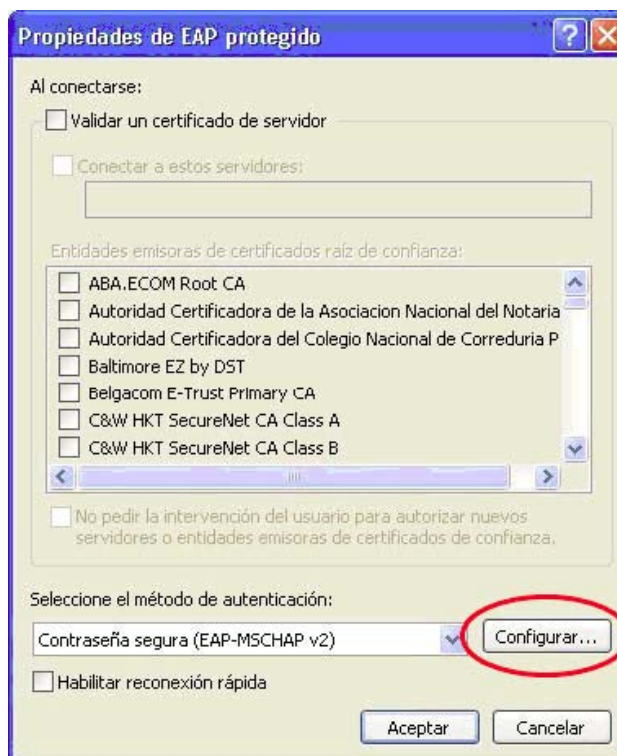 Propiedades de EAP protegido
Al conectarse:
Validar un certificado de servidor
Conectar a estos servidores:
Entidades emisoras de certificados raíz de confianza:
ABA.ECOM Root CA
Autoridad Certificadora de la Asociacion Nacional del Notaria
Autoridad Certificadora del Colegio Nacional de Correduria P
Baltimore EZ by DST
Belgacom E-Trust Primary CA
C&W HKT SecureNet CA Class A
C&W HKT SecureNet CA Class B
No pedir la intervención del usuario para autorizar nuevos
servidores o entidades emisoras de certificados de confianza.
Seleccione el método de autenticación:
Contraseña segura (EAP-MSCHAP v2)
Configurar...
Habilitar reconexión rápida
Aceptar
Cancelar